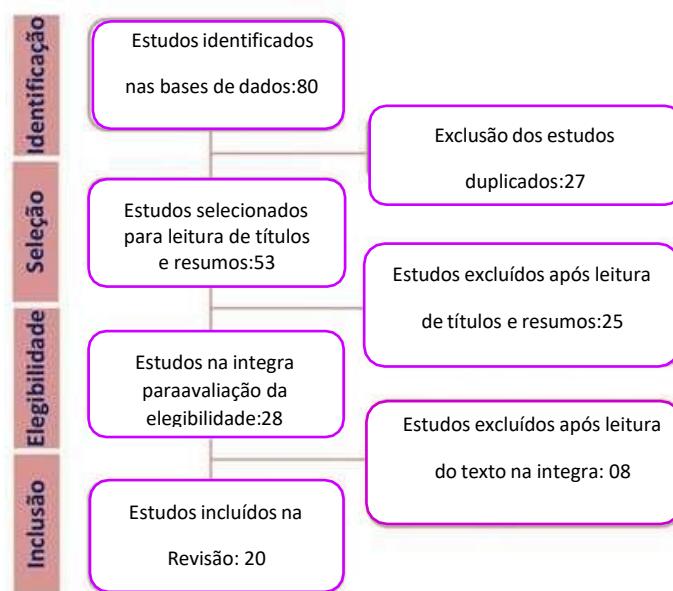 Identificação
Estudos identificados
nas bases de dados:80
Exclusão dos estudos
duplicados:27
Seleção
Estudos selecionados
para leitura de títulos
e resumos:53
Estudos excluídos após leitura
de títulos e resumos:25
Elegibilidade
Estudos na integra
paraavaliação da
elegibilidade:28
Estudos excluídos após leitura
do texto na integra: 08
Inclusão
Estudos incluídos na
Revisão: 20